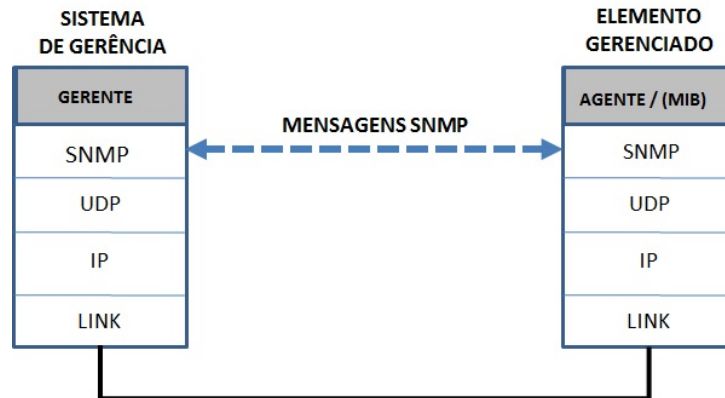 SISTEMA
DE GERÊNCIA
ELEMENTO
GERENCIADO
GERENTE
AGENTE / (MIB)
MENSAGENS SNMP
SNMP
SNMP
UDP
UDP
IP
IP
LINK
LINK